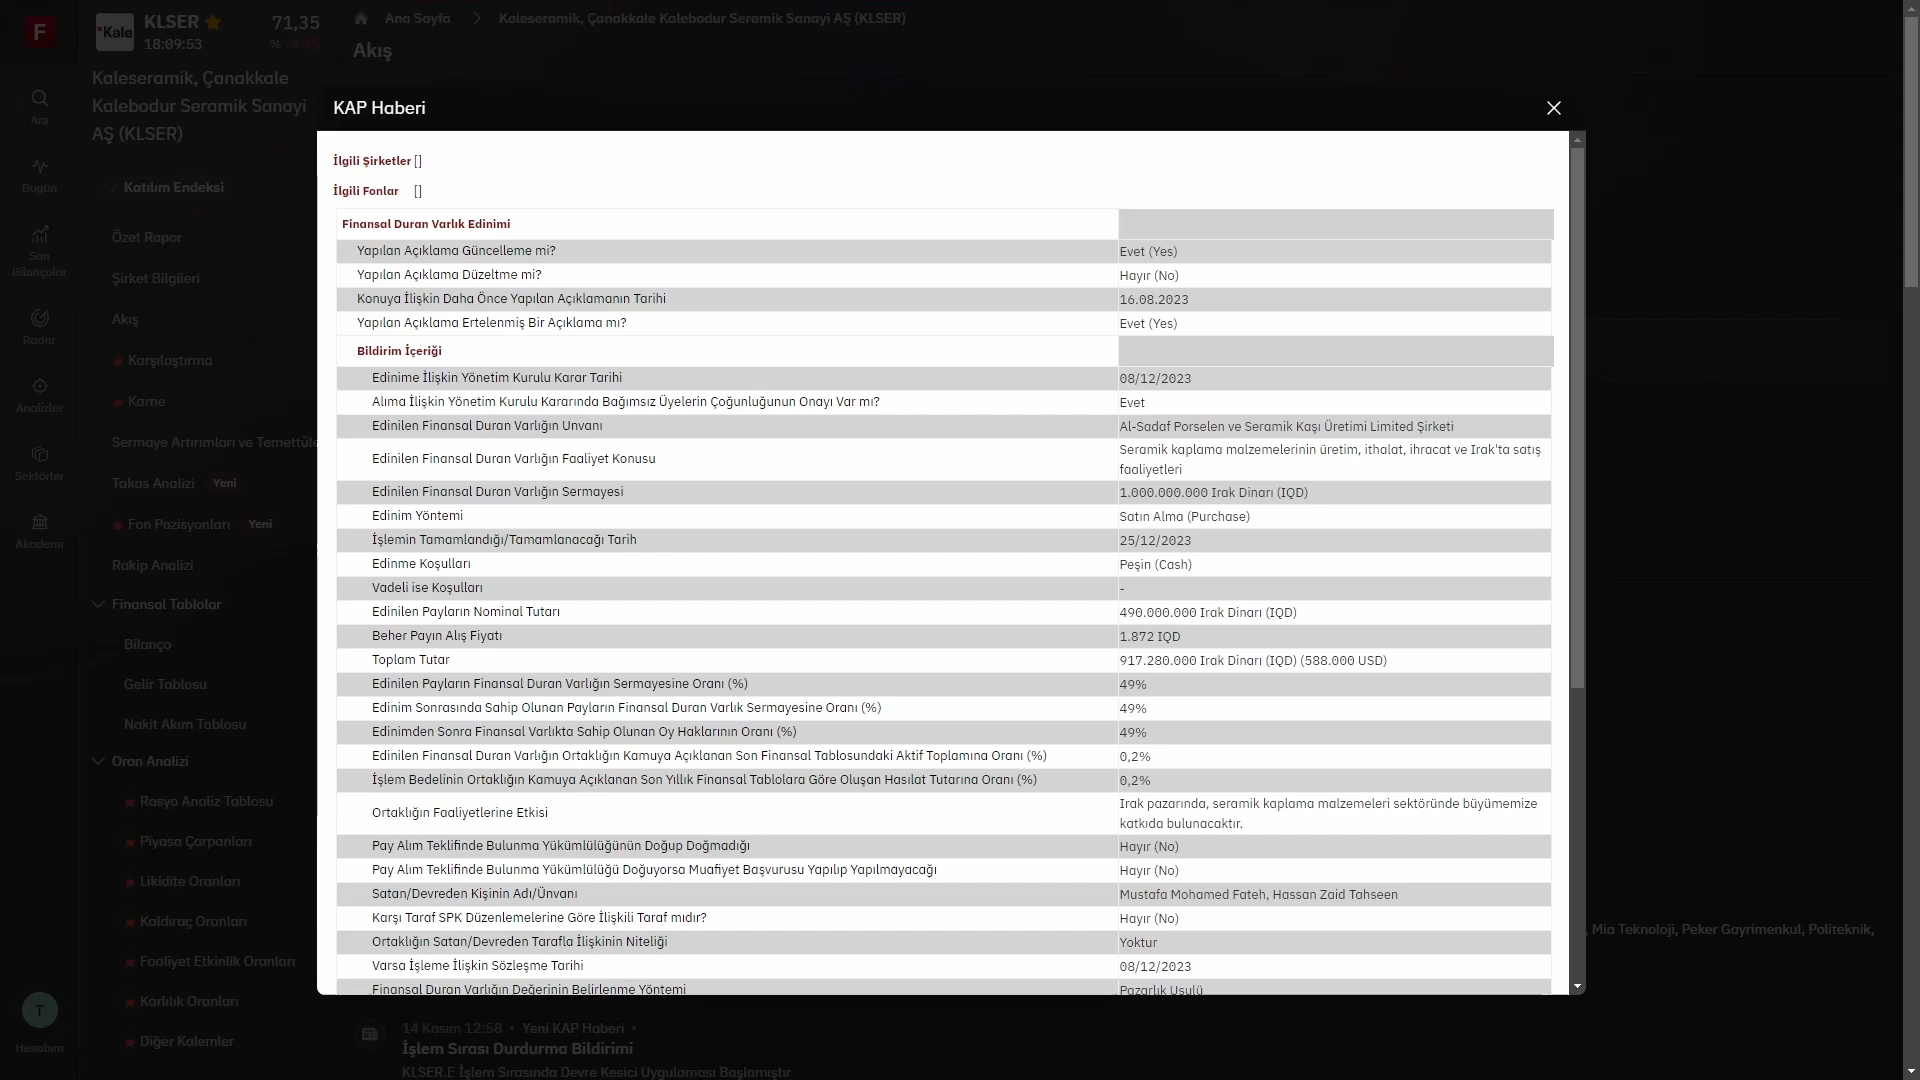 F
Kale
KLSER
18:09:53
71,35
% -3.45
Ana Sayfa
Kaleseramik, Çanakkale Kalebodur Seramik Sanayi AŞ (KLSER)
Akış
Kaleseramik, Çanakkale
Kalebodur Seramik Sanayi
AŞ (KLSER)
Ara
Bugün
Son
Bilançolar
Radar
Analizler
Sektörler
Akademi
T
Hesabım
Katılım Endeksi
Özet Rapor
Şirket Bilgileri
Akış
Karşılaştırma
Karne
Sermaye Artırımları ve Temettüle
Takas Analizi Yeni
Fon Pozisyonları Yeni
Rakip Analizi
Finansal Tablolar
Bilanço
Gelir Tablosu
Nakit Akım Tablosu
Oran Analizi
Rasyo Analiz Tablosu
Piyasa Çarpanları
Likidite Oranları
Kaldıraç Oranları
Faaliyet Etkinlik Oranları
Karlılık Oranları
Diğer Kalemler
KAP Haberi
İlgili Şirketler []
İlgili Fonlar []
Finansal Duran Varlık Edinimi
Yapılan Açıklama Güncelleme mi? Evet (Yes)
Yapılan Açıklama Düzeltme mi? Hayır (No)
Konuya İlişkin Daha Önce Yapılan Açıklamanın Tarihi 16.08.2023
Yapılan Açıklama Ertelenmiş Bir Açıklama mı? Evet (Yes)
Bildirim İçeriği
Edinime İlişkin Yönetim Kurulu Karar Tarihi 08/12/2023
Alıma İlişkin Yönetim Kurulu Kararında Bağımsız Üyelerin Çoğunluğunun Onayı Var mı? Evet
Edinilen Finansal Duran Varlığın Unvanı Al-Sadaf Porselen ve Seramik Kaşı Üretimi Limited Şirketi
Edinilen Finansal Duran Varlığın Faaliyet Konusu Seramik kaplama malzemelerinin üretim, ithalat, ihracat ve Irak'ta satış
faaliyetleri
Edinilen Finansal Duran Varlığın Sermayesi 1.000.000.000 Irak Dinarı (IQD)
Edinim Yöntemi Satın Alma (Purchase)
İşlemin Tamamlandığı/Tamamlanacağı Tarih 25/12/2023
Edinme Koşulları Peşin (Cash)
Vadeli ise Koşulları -
Edinilen Payların Nominal Tutarı 490.000.000 Irak Dinarı (IQD)
Beher Payın Alış Fiyatı 1.872 IQD
Toplam Tutar 917.280.000 Irak Dinarı (IQD) (588.000 USD)
Edinilen Payların Finansal Duran Varlığın Sermayesine Oranı (%) 49%
Edinim Sonrasında Sahip Olunan Payların Finansal Duran Varlık Sermayesine Oranı (%) 49%
Edinimden Sonra Finansal Varlıkta Sahip Olunan Oy Haklarının Oranı (%) 49%
Edinilen Finansal Duran Varlığın Ortaklığın Kamuya Açıklanan Son Finansal Tablosundaki Aktif Toplamına Oranı (%) 0,2%
İşlem Bedelinin Ortaklığın Kamuya Açıklanan Son Yıllık Finansal Tablolara Göre Oluşan Hasılat Tutarına Oranı (%) 0,2%
Ortaklığın Faaliyetlerine Etkisi Irak pazarında, seramik kaplama malzemeleri sektöründe büyümemize
katkıda bulunacaktır.
Pay Alım Teklifinde Bulunma Yükümlülüğünün Doğup Doğmadığı Hayır (No)
Pay Alım Teklifinde Bulunma Yükümlülüğü Doğuyorsa Muafiyet Başvurusu Yapılıp Yapılmayacağı Hayır (No)
Satan/Devreden Kişinin Adı/Ünvanı Mustafa Mohamed Fateh, Hassan Zaid Tahseen
Karşı Taraf SPK Düzenlemelerine Göre İlişkili Taraf mıdır? Hayır (No)
Ortaklığın Satan/Devreden Tarafla İlişkinin Niteliği Yoktur
Varsa İşleme İlişkin Sözleşme Tarihi 08/12/2023
Finansal Duran Varlığın Değerinin Belirlenme Yöntemi Pazarlık Usulü
, Mia Teknoloji, Peker Gayrimenkul, Politeknik,
14 Kasım 12:58 • Yeni KAP Haberi •
İşlem Sırası Durdurma Bildirimi
KLSER.E İşlem Sırasında Devre Kesici Uygulaması Başlamıştır